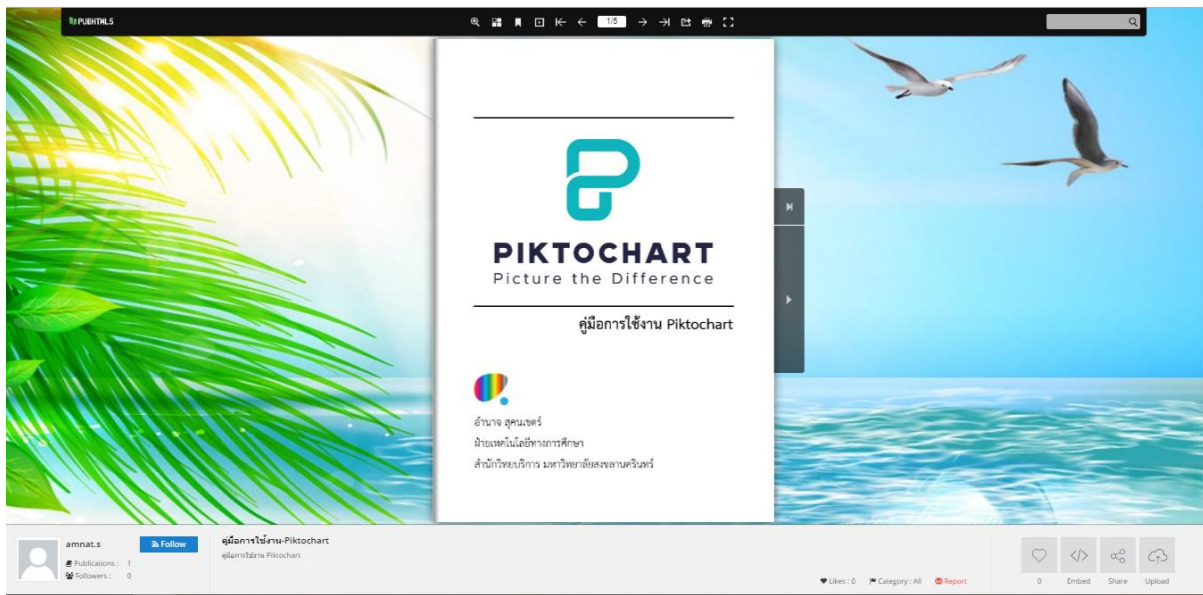 PUBHTML5
1/5
PIKTOCHART
Picture the Difference
คู่มือการใช้งาน Piktochart
อำนาจ สุคนเขตร์
ฝ่ายเทคโนโลยีทางการศึกษา
สำนักวิทยบริการ มหาวิทยาลัยสงขลานครินทร์
amnat.s
Follow
Publications : 1
Followers : 0
คู่มือการใช้งาน-Piktochart
คู่มือการใช้งาน-Piktochart
Likes : 0
Category : All
Report
0
Embed
Share
Upload